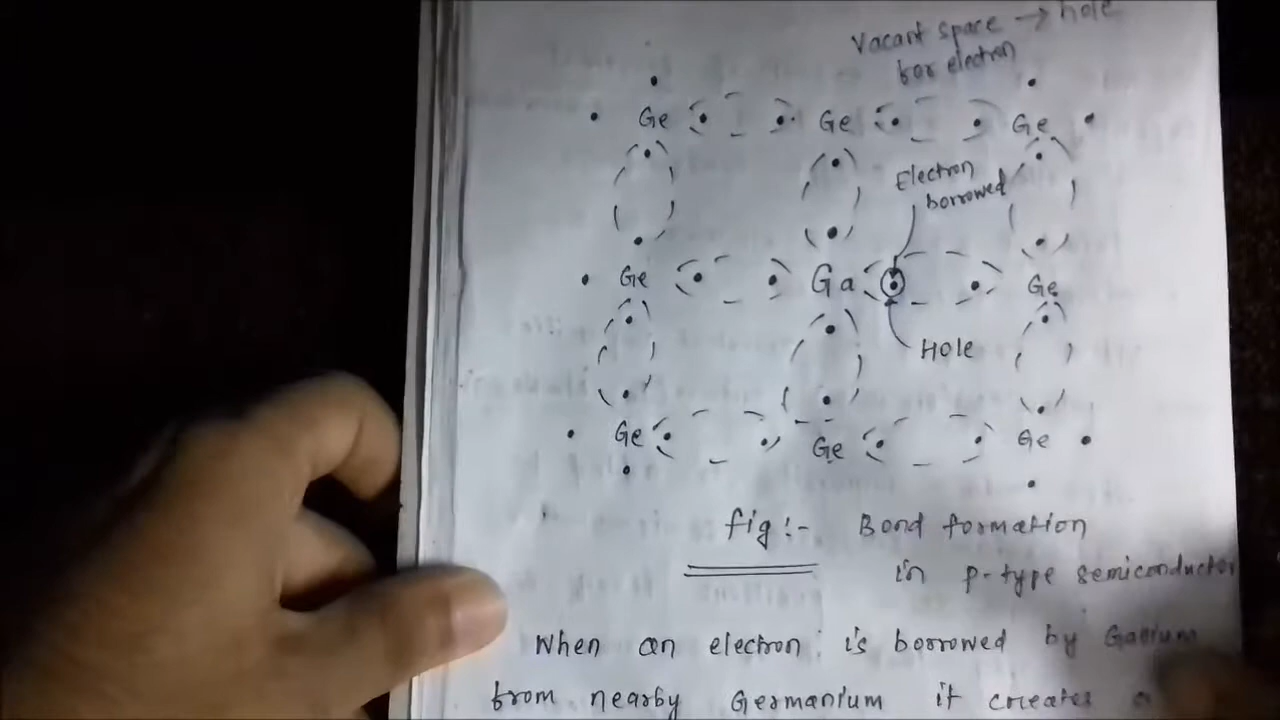 Vacant space → hole
for electron
Ge Ge Ge
Electron
borrowed
Ge Ga Ge
Hole
Ge Ge Ge
fig :- Bond formation
in p-type semiconductor
When an electron is borrowed by Gallium
from nearby Germanium it creates a